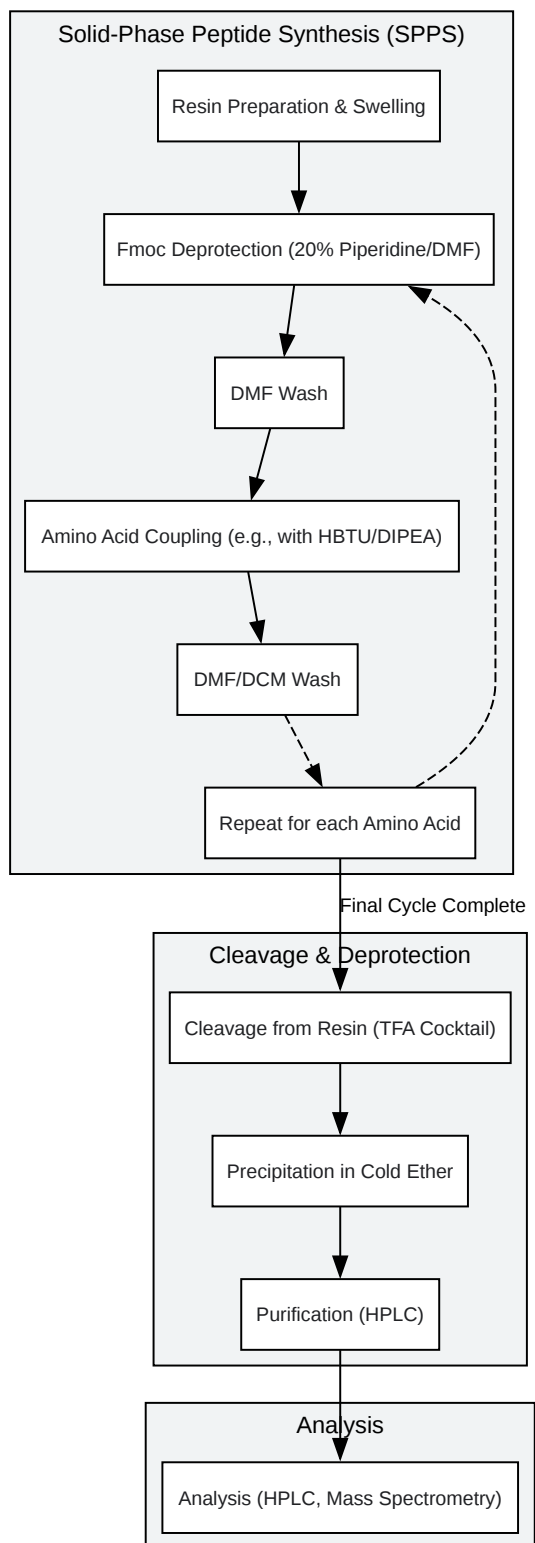 Solid-Phase Peptide Synthesis (SPPS)
Resin Preparation & Swelling
Fmoc Deprotection (20% Piperidine/DMF)
DMF Wash
Amino Acid Coupling (e.g., with HBTU/DIPEA)
DMF/DCM Wash
Repeat for each Amino Acid
Final Cycle Complete
Cleavage & Deprotection
Cleavage from Resin (TFA Cocktail)
Precipitation in Cold Ether
Purification (HPLC)
Analysis
Analysis (HPLC, Mass Spectrometry)